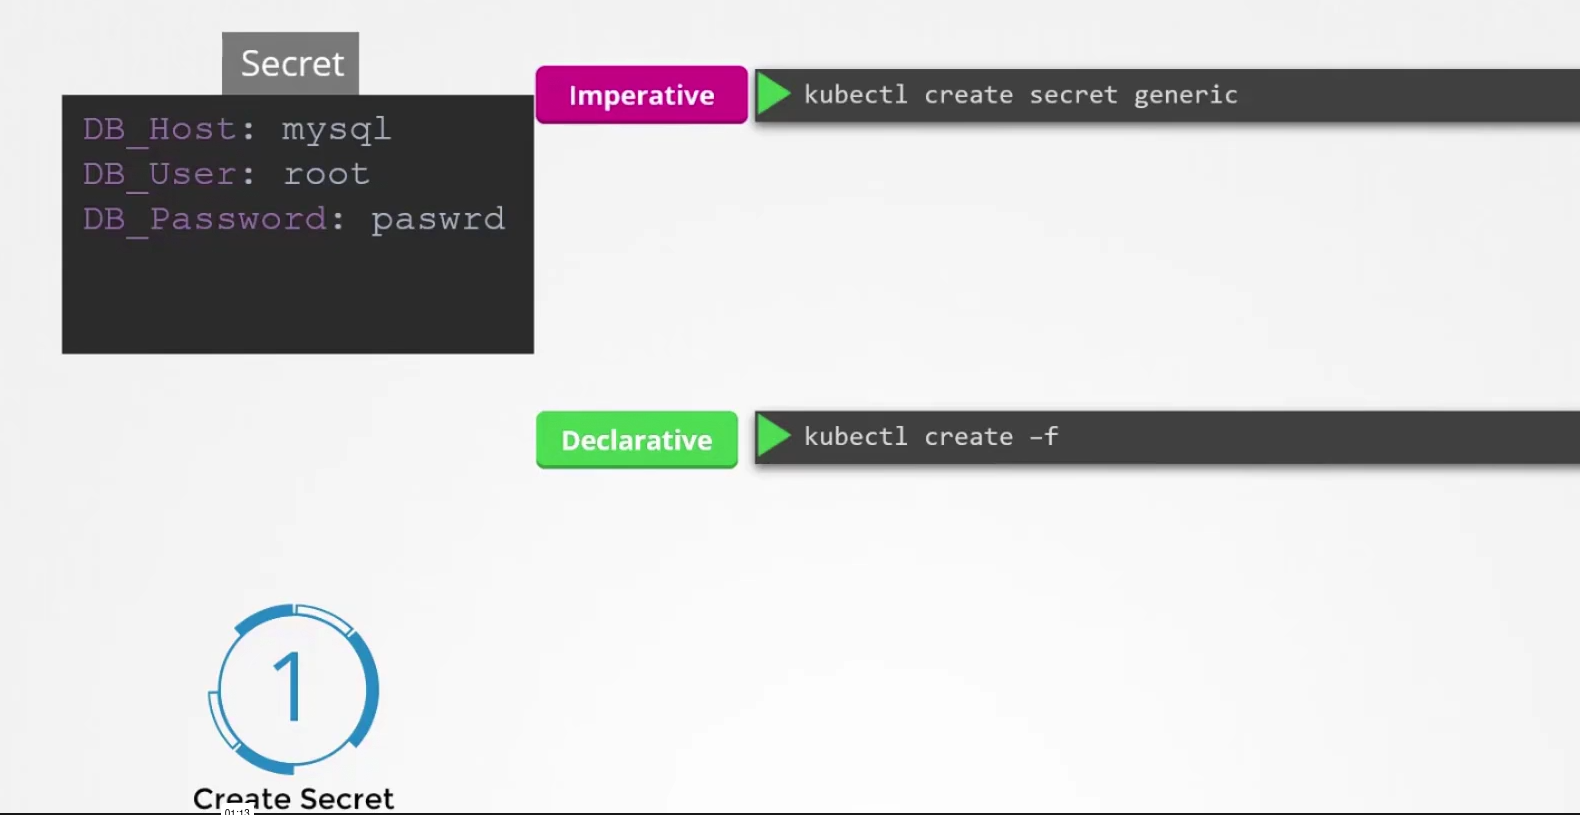 Secret
DB_Host: mysql
DB_User: root
DB_Password: paswrd
Imperative
kubectl create secret generic
Declarative
kubectl create –f
1
Create Secret
01:13